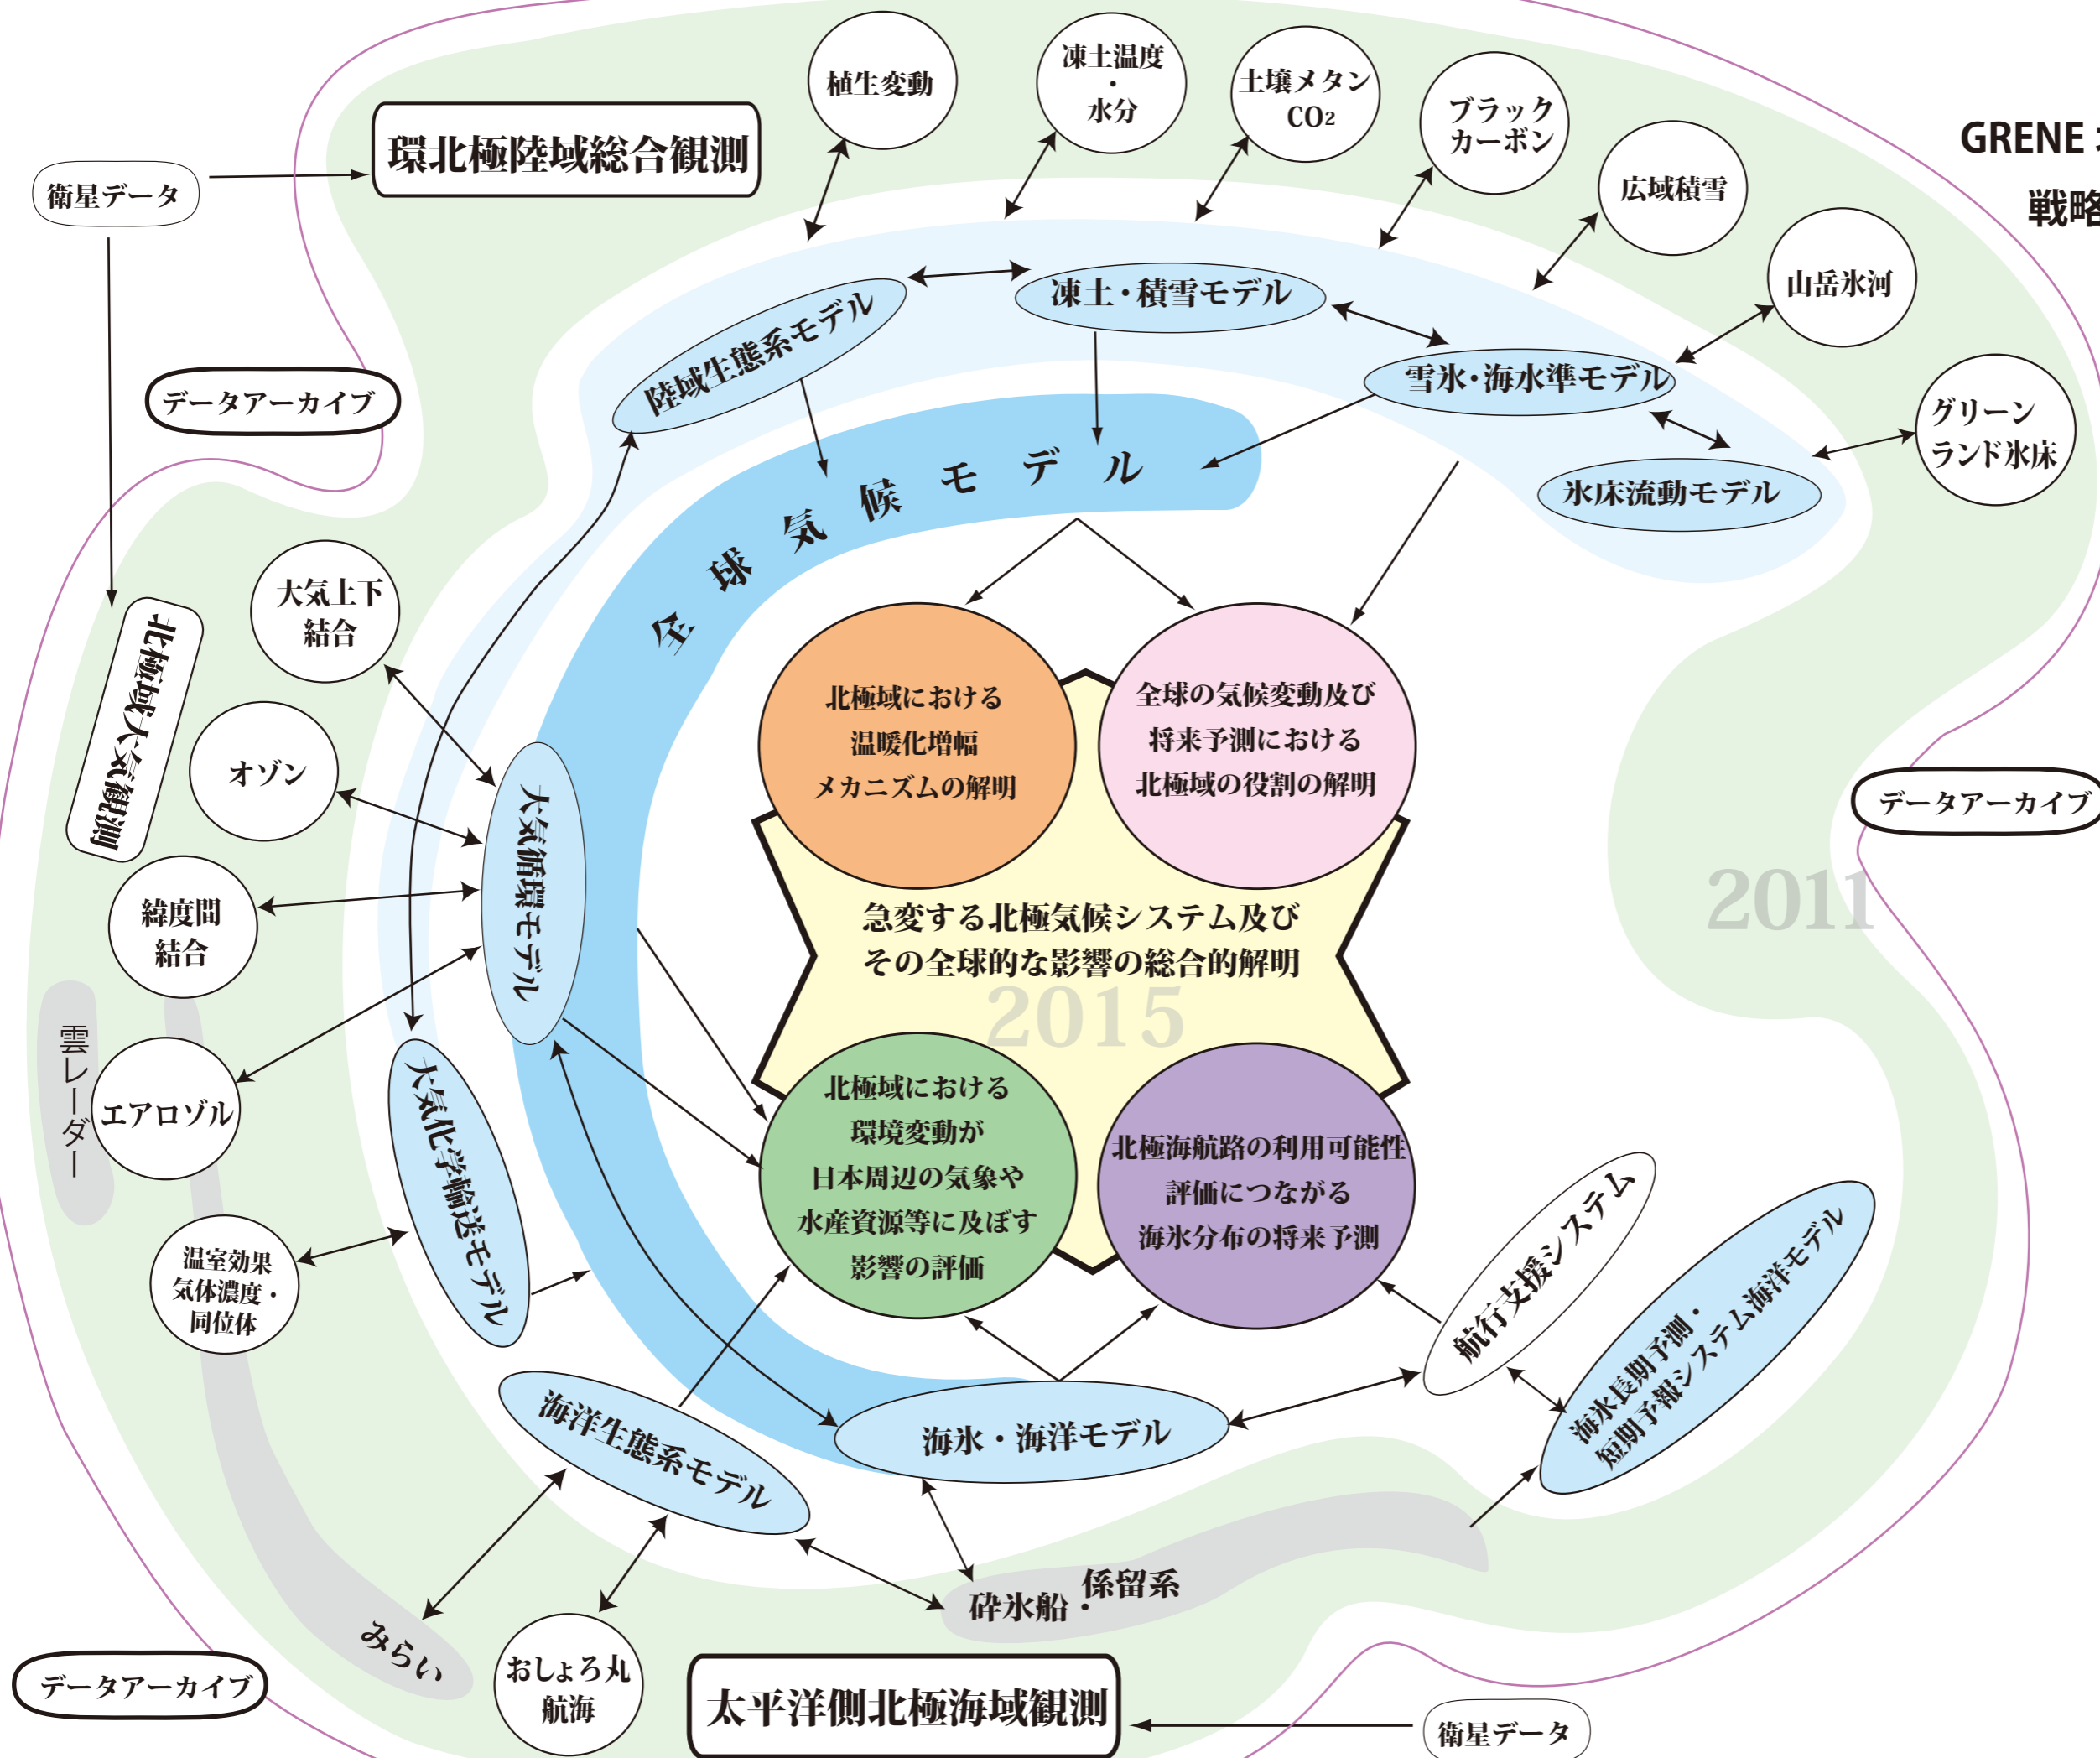 植生変動
凍土温度
・
水分
土壌メタン
CO2
ブラック
カーボン
広域積雪
山岳氷河
グリーン
ランド氷床
GRENE
戦略
環北極陸域総合観測
衛星データ
データアーカイブ
陸域生態系モデル
凍土・積雪モデル
雪氷・海水準モデル
氷床流動モデル
全球気候モデル
大気上下
結合
オゾン
緯度間
結合
エアロゾル
温室効果
気体濃度・
同位体
北極域大気観測
雲レーダー
大気循環モデル
大気化学輸送モデル
北極域における
温暖化増幅
メカニズムの解明
全球の気候変動及び
将来予測における
北極域の役割の解明
急変する北極気候システム及び
その全球的な影響の総合的解明
2015
2011
データアーカイブ
北極域における
環境変動が
日本周辺の気象や
水産資源等に及ぼす
影響の評価
北極海航路の利用可能性
評価につながる
海氷分布の将来予測
航行支援システム
海氷長期予測・
短期予報システム海洋モデル
海洋生態系モデル
海氷・海洋モデル
砕氷船・係留系
みらい
おしょろ丸
航海
データアーカイブ
太平洋側北極海域観測
衛星データ